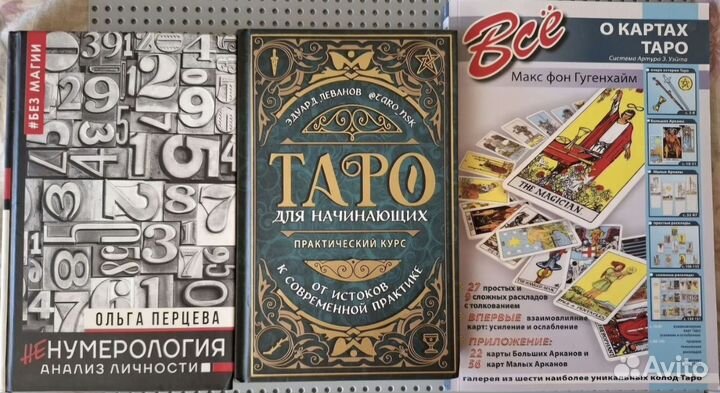 #БЕЗ МАГИИ
ОЛЬГА ПЕРЦЕВА
НЕНУМЕРОЛОГИЯ
АНАЛИЗ ЛИЧНОСТИ
ЭДУАРД ЛЕВАНОВ @taro_nsk
ТАРО
ДЛЯ НАЧИНАЮЩИХ
ПРАКТИЧЕСКИЙ КУРС
ОТ ИСТОКОВ
К СОВРЕМЕННОЙ ПРАКТИКЕ
Всё
О КАРТАХ
ТАРО
Система Артура Э. Уэйта
Макс фон Гугенхайм
THE MAGICIAN
27 простых и
9 сложных раскладов
с толкованием
ВПЕРВЫЕ взаимовлияние
карт: усиление и ослабление
ПРИЛОЖЕНИЕ:
22 карты Больших Арканов и
56 карт Малых Арканов
галерея из шести наиболее уникальных колод Таро
Avito